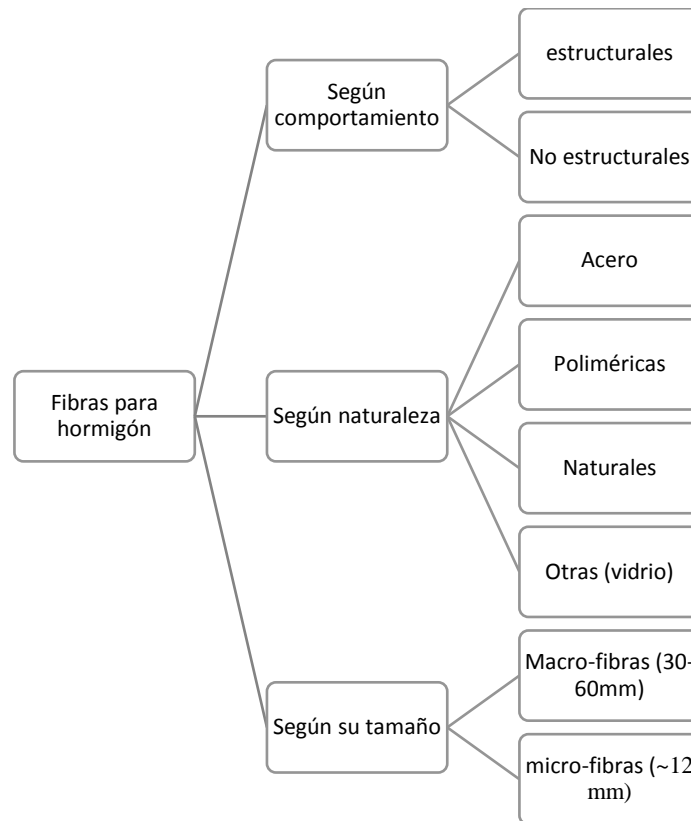 Fibras para
hormigón
Según
comportamiento
estructurales
No estructurales
Según naturaleza
Acero
Poliméricas
Naturales
Otras (vidrio)
Según su tamaño
Macro-fibras (30-
60mm)
micro-fibras (~12
mm)